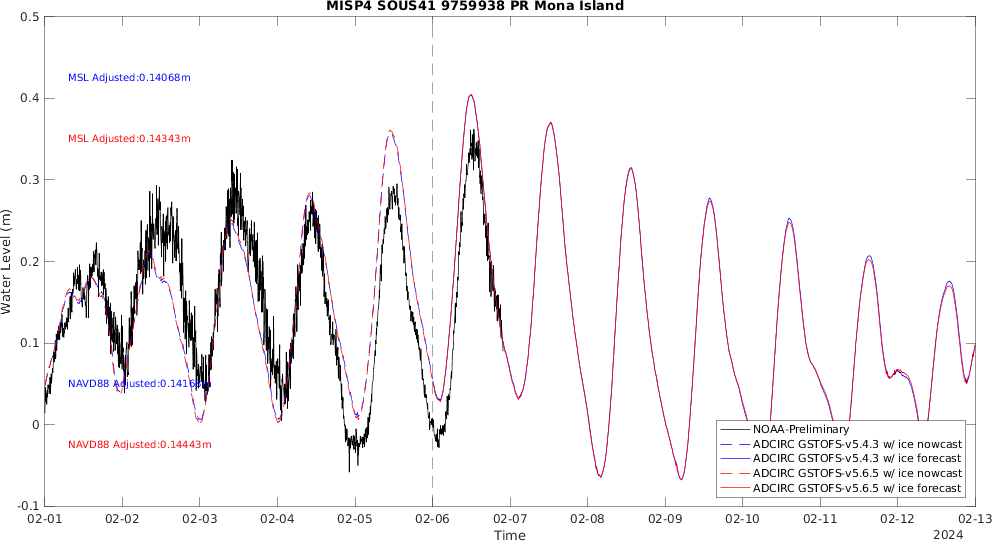 MISP4 SOUS41 9759938 PR Mona Island
0.5
0.4
0.3
0.2
0.1
0
-0.1
Water Level (m)
MSL Adjusted:0.14068m
MSL Adjusted:0.14343m
NAVD88 Adjusted:
NAVD88 Adjusted:0.14443m
NOAA-Preliminary
ADCIRC GSTOFS-v5.4.3 w/ ice nowcast
ADCIRC GSTOFS-v5.4.3 w/ ice forecast
ADCIRC GSTOFS-v5.6.5 w/ ice nowcast
ADCIRC GSTOFS-v5.6.5 w/ ice forecast
02-01 02-02 02-03 02-04 02-05 02-06 02-07 02-08 02-09 02-10 02-11 02-12 02-13
Time
2024